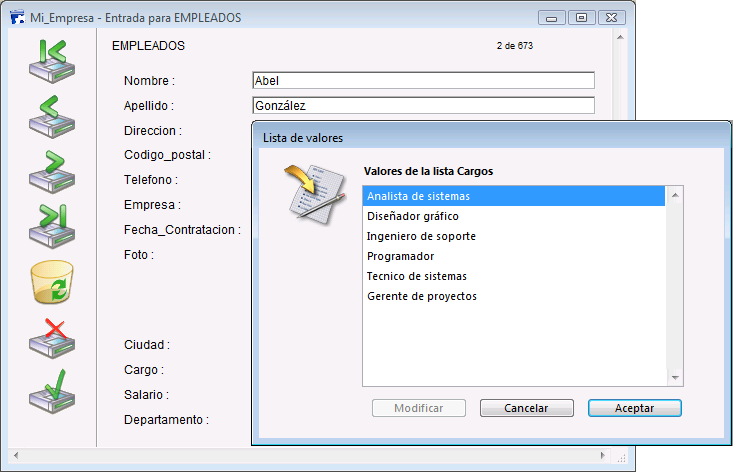 Mi_Empresa - Entrada para EMPLEADOS
EMPLEADOS
2 de 673
Nombre :
Abel
Apellido :
González
Direccion :
Codigo_postal :
Telefono :
Empresa :
Fecha_Contratacion :
Foto :
Ciudad :
Cargo :
Salario :
Departamento :
Lista de valores
Valores de la lista Cargos
Analista de sistemas
Diseñador gráfico
Ingeniero de soporte
Programador
Tecnico de sistemas
Gerente de proyectos
Modificar
Cancelar
Aceptar